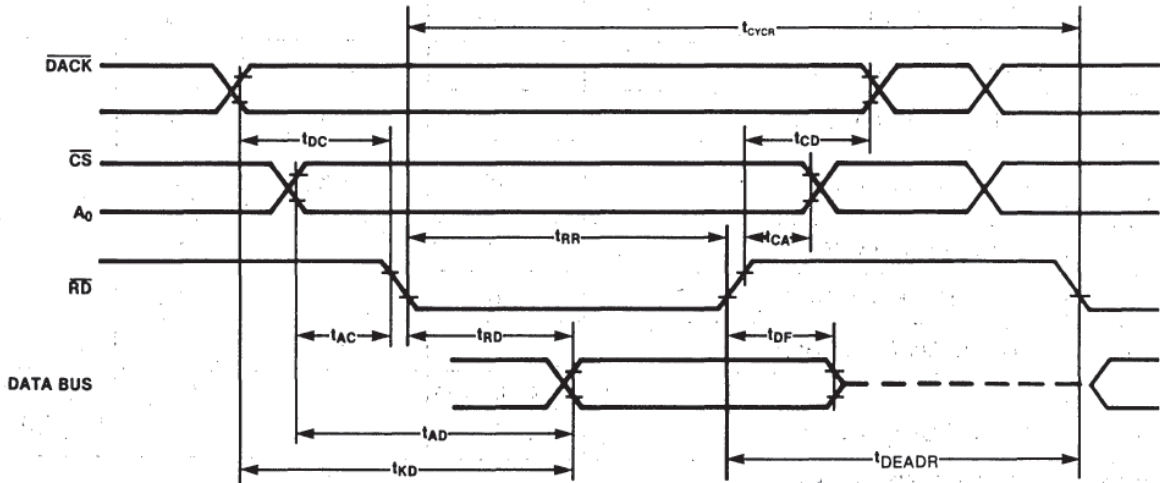 tCYCR
DACK
tDC
tCD
CS
A0
tRR
tCA
RD
tAC
tRD
tDF
DATA BUS
tAD
tKD
tDEADR